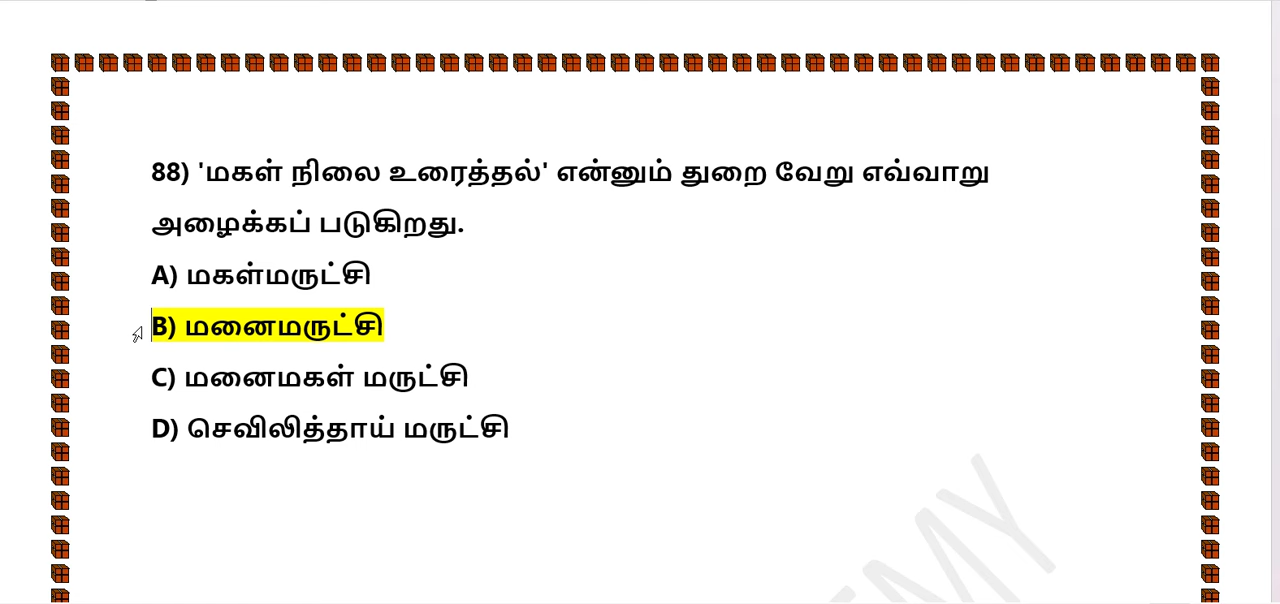 88) 'மகள் நிலை உரைத்தல்' என்னும் துறை வேறு எவ்வாறு
அழைக்கப் படுகிறது.
A) மகள்மருட்சி
B) மனைமருட்சி
C) மனைமகள் மருட்சி
D) செவிலித்தாய் மருட்சி